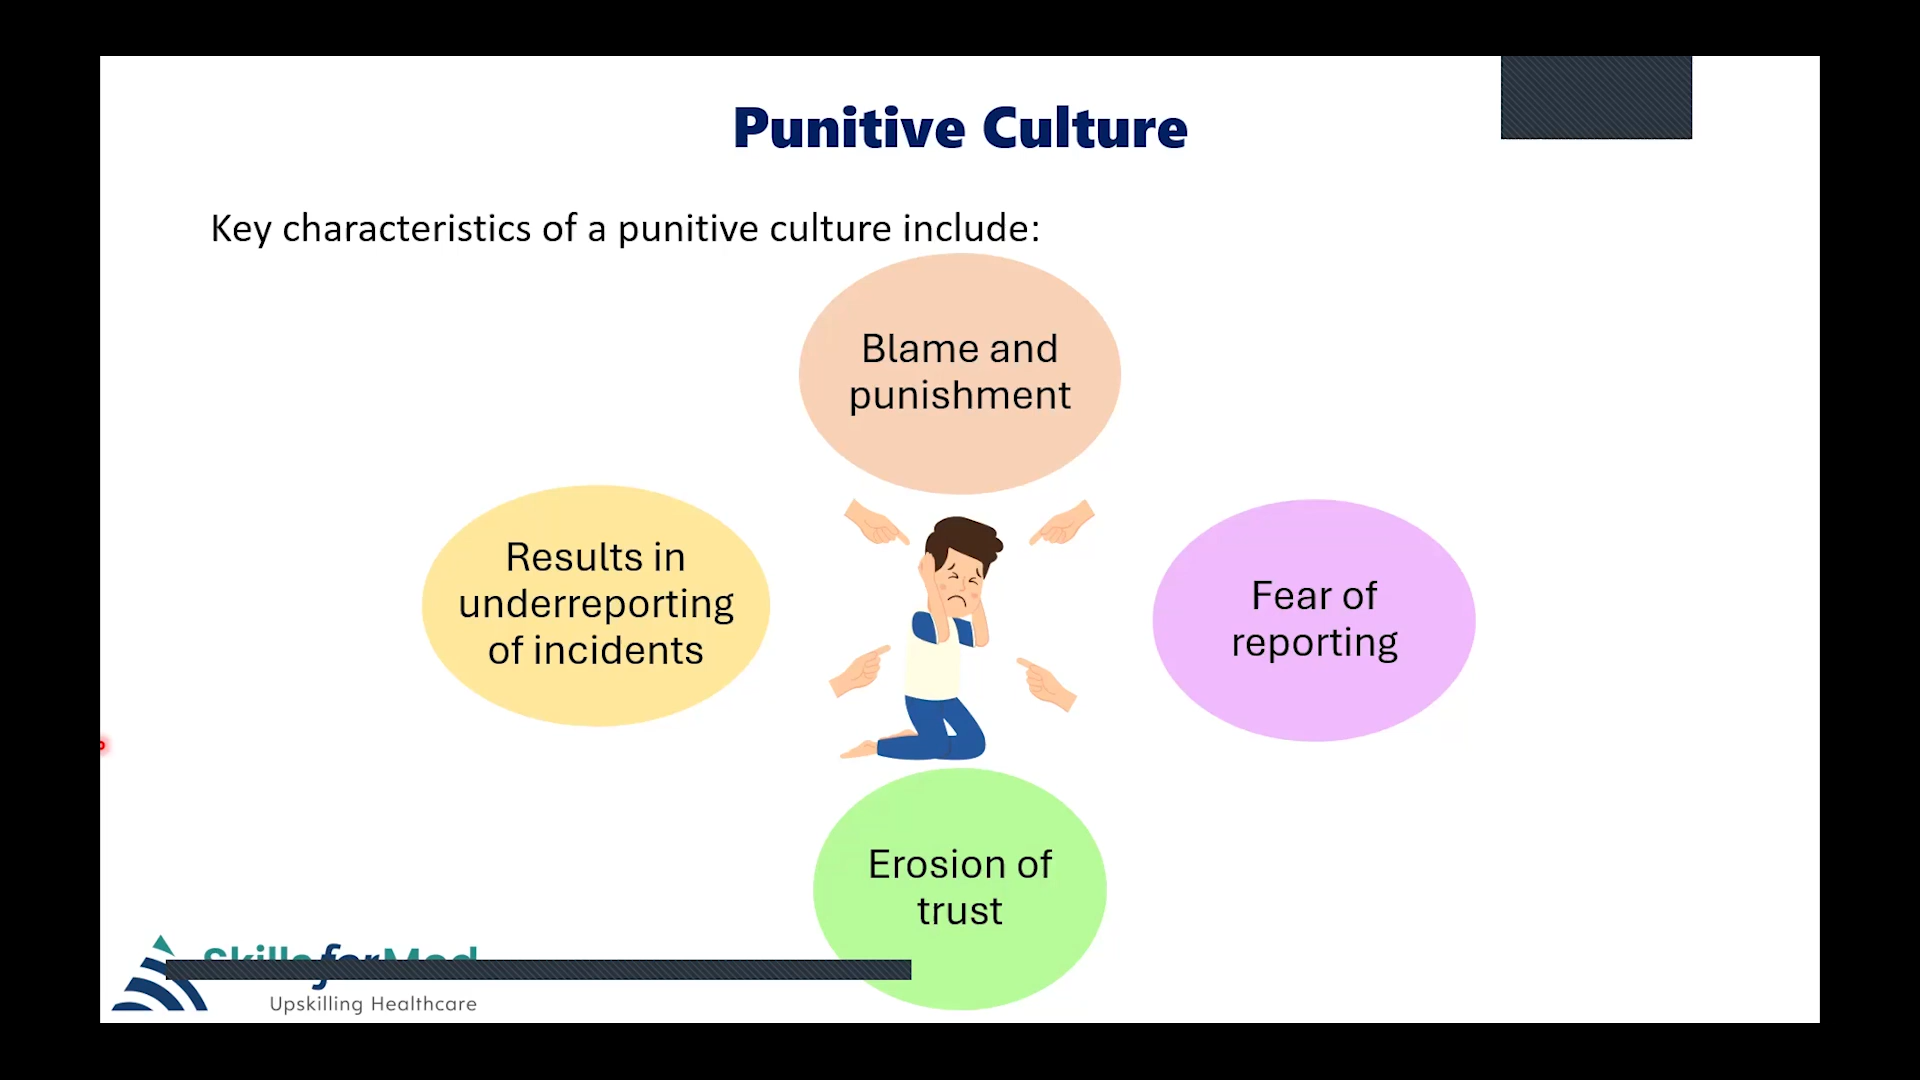 Punitive Culture
Key characteristics of a punitive culture include:
Blame and
punishment
Results in
underreporting
of incidents
Fear of
reporting
Erosion of
trust
SkillsforMed
Upskilling Healthcare